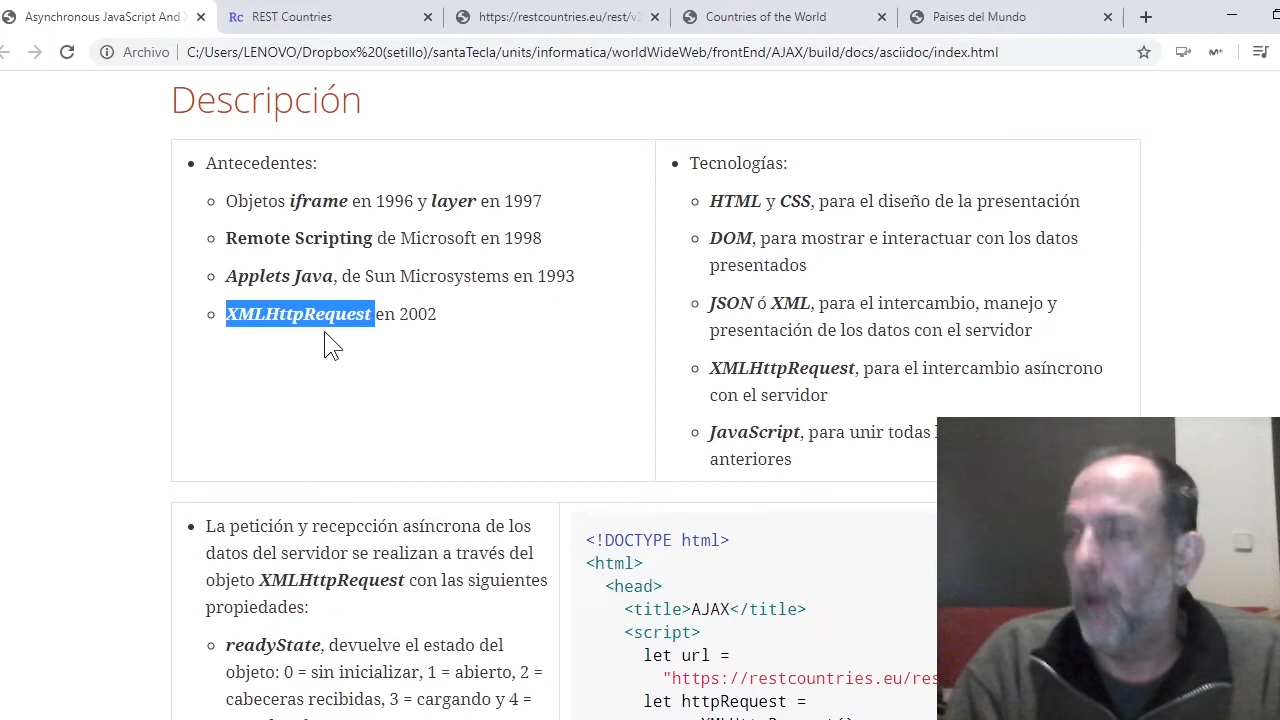 Asynchronous JavaScript And
REST Countries
https://restcountries.eu/rest/v2
Countries of the World
Paises del Mundo
Archivo
C:/Users/LENOVO/Dropbox%20(setillo)/santaTecla/units/informatica/worldWideWeb/frontEnd/AJAX/build/docs/asciidoc/index.html
Descripción
Antecedentes:
Objetos iframe en 1996 y layer en 1997
Remote Scripting de Microsoft en 1998
Applets Java, de Sun Microsystems en 1993
XMLHttpRequest en 2002
Tecnologías:
HTML y CSS, para el diseño de la presentación
DOM, para mostrar e interactuar con los datos
presentados
JSON ó XML, para el intercambio, manejo y
presentación de los datos con el servidor
XMLHttpRequest, para el intercambio asíncrono
con el servidor
JavaScript, para unir todas
anteriores
La petición y recepcción asíncrona de los
datos del servidor se realizan a través del
objeto XMLHttpRequest con las siguientes
propiedades:
readyState, devuelve el estado del
objeto: 0 = sin inicializar, 1 = abierto, 2 =
cabeceras recibidas, 3 = cargando y 4 =
<!DOCTYPE html>
<html>
<head>
<title>AJAX</title>
<script>
let url =
"https://restcountries.eu/res
let httpRequest =